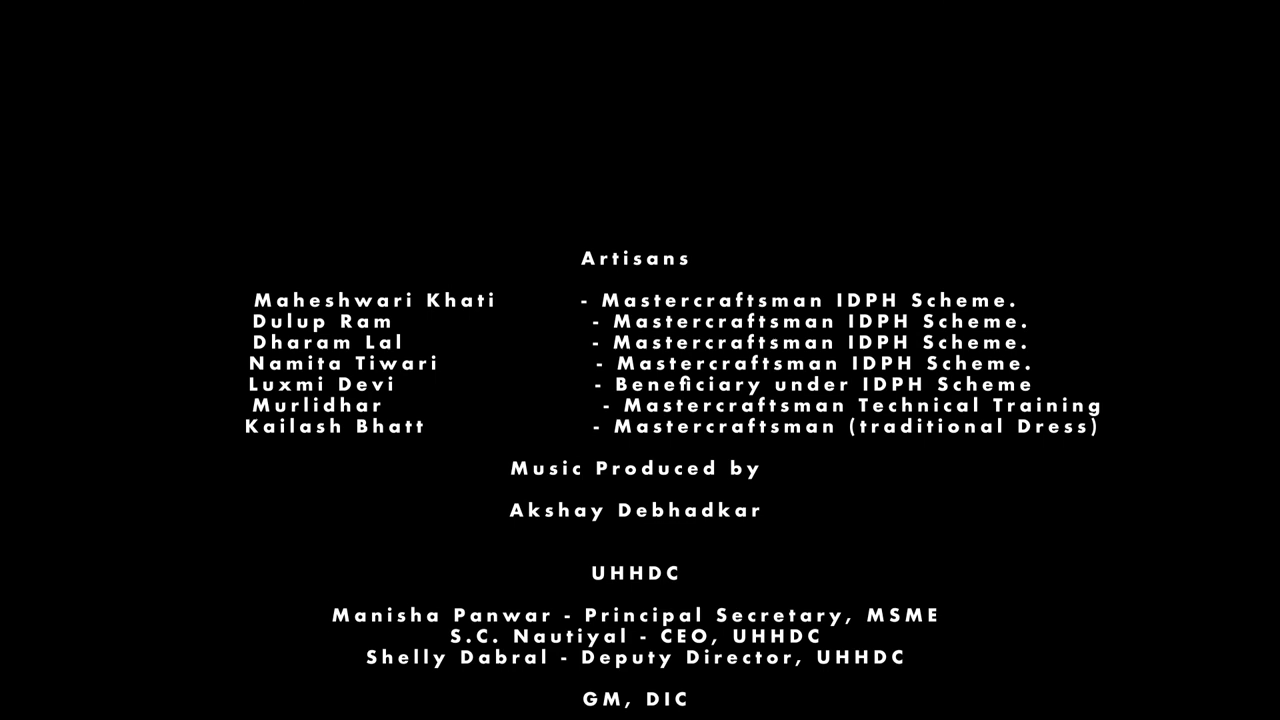 Artisans
Maheshwari Khati - Mastercraftsman IDPH Scheme.
Dulup Ram - Mastercraftsman IDPH Scheme.
Dharam Lal - Mastercraftsman IDPH Scheme.
Namita Tiwari - Mastercraftsman IDPH Scheme.
Luxmi Devi - Beneficiary under IDPH Scheme
Murlidhar - Mastercraftsman Technical Training
Kailash Bhatt - Mastercraftsman (traditional Dress)
Music Produced by
Akshay Debhadkar
UHHDC
Manisha Panwar - Principal Secretary, MSME
S.C. Nautiyal - CEO, UHHDC
Shelly Dabral - Deputy Director, UHHDC
GM, DIC